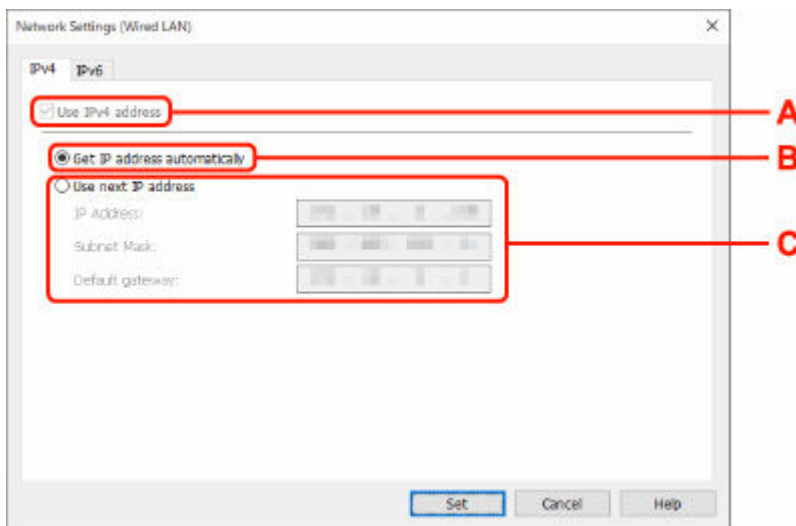 Network Settings (Wired LAN)
IPv4 IPv6
Use IPv4 address
A
Get IP address automatically
B
Use next IP address
IP Address:
Subnet Mask:
C
Default gateway:
Set Cancel Help